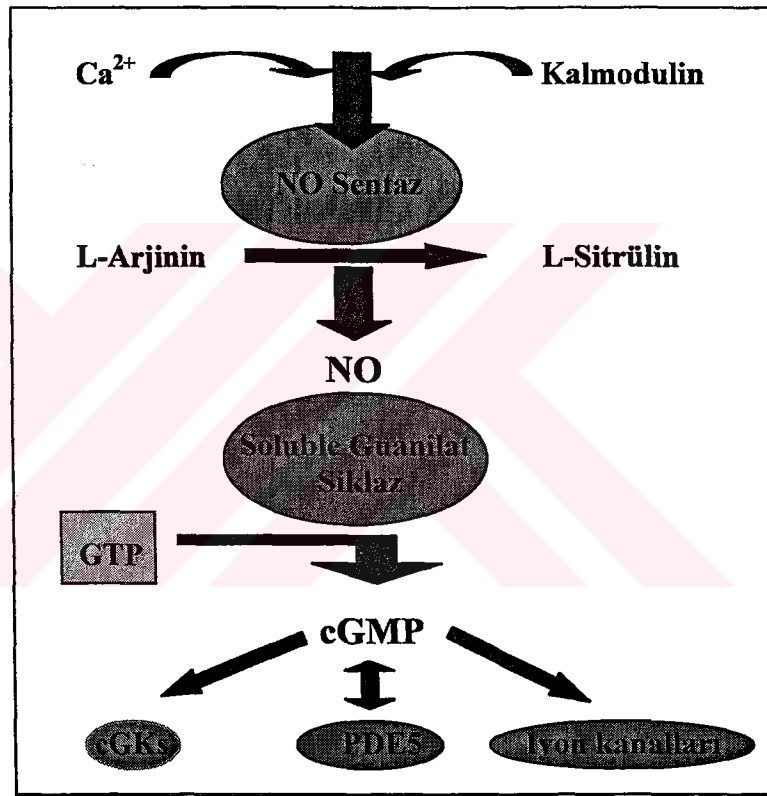 Ca²⁺ Kalmodulin
NO Sentaz
L-Arjinin L-Sitrülin
NO
Soluble Guanilat
Siklaz
GTP
cGMP
cGKs PDE5 İyon kanalları